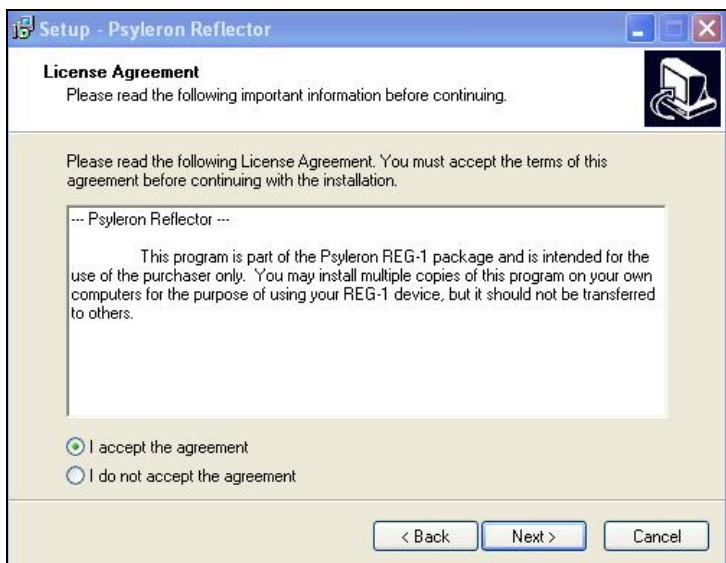 Setup - Psyleron Reflector
License Agreement
Please read the following important information before continuing.
Please read the following License Agreement. You must accept the terms of this
agreement before continuing with the installation.
--- Psyleron Reflector ---
This program is part of the Psyleron REG-1 package and is intended for the
use of the purchaser only.  You may install multiple copies of this program on your own
computers for the purpose of using your REG-1 device, but it should not be transferred
to others.
I accept the agreement
I do not accept the agreement
< Back
Next >
Cancel